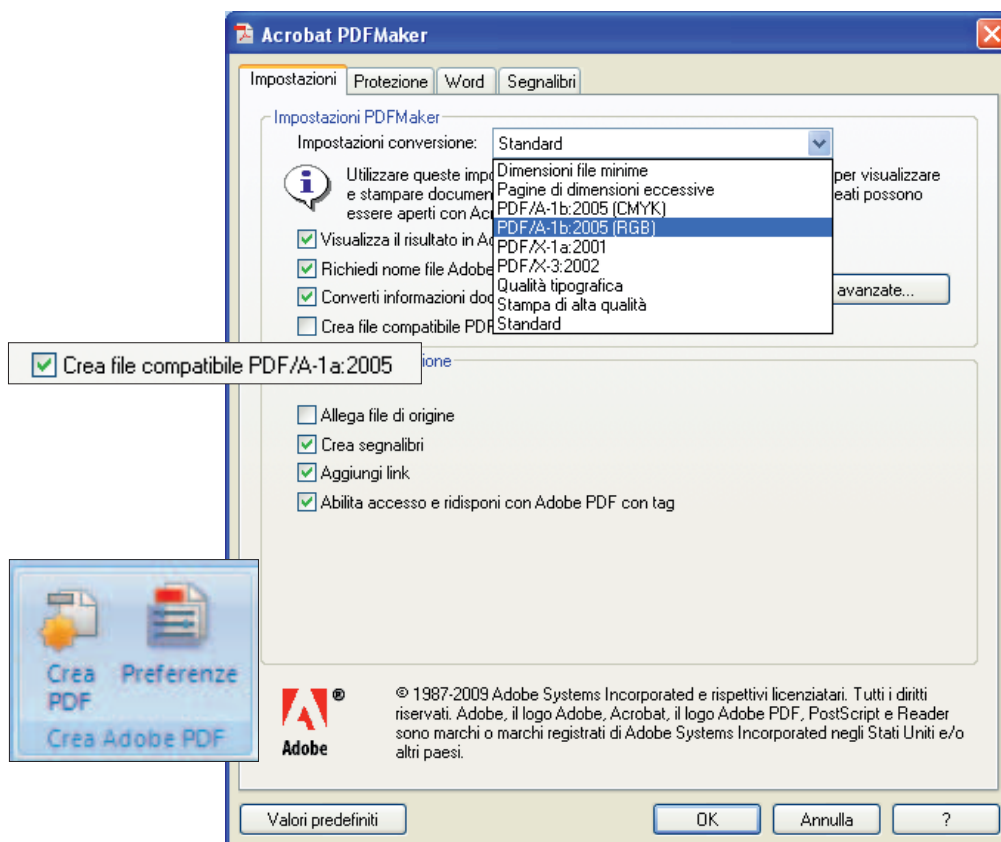 Acrobat PDFMaker
Impostazioni Protezione Word Segnalibri
Impostazioni PDFMaker
Impostazioni conversione: Standard
Dimensioni file minime
Pagine di dimensioni eccessive
PDF/A-1b:2005 (CMYK)
PDF/A-1b:2005 (RGB)
PDF/X-1a:2001
PDF/X-3:2002
Qualità tipografica
Stampa di alta qualità
Standard
Utilizzare queste per visualizzare
e stampare eati possono
essere aperti con
Visualizza il risultato in
Richiedi nome file Adobe
Converti informazioni avanzate...
Crea file compatibile
Crea file compatibile PDF/A-1a:2005
ione
Allega file di origine
Crea segnalibri
Aggiungi link
Abilita accesso e ridisponi con Adobe PDF con tag
Crea PDF
Preferenze
Crea Adobe PDF
Adobe
® © 1987-2009 Adobe Systems Incorporated e rispettivi licenziatari. Tutti i diritti
riservati. Adobe, il logo Adobe, Acrobat, il logo Adobe PDF, PostScript e Reader
sono marchi o marchi registrati di Adobe Systems Incorporated negli Stati Uniti e/o
altri paesi.
Valori predefiniti OK Annulla ?